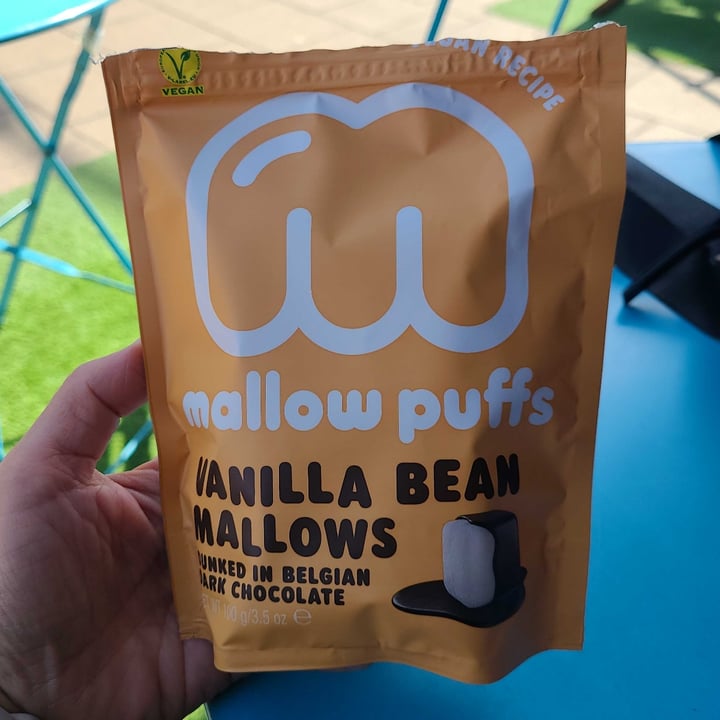 VEGAN
RECIPE
mallow puffs
VANILLA BEAN
MALLOWS
DUNKED IN BELGIAN
DARK CHOCOLATE
100 g/3.5 oz e